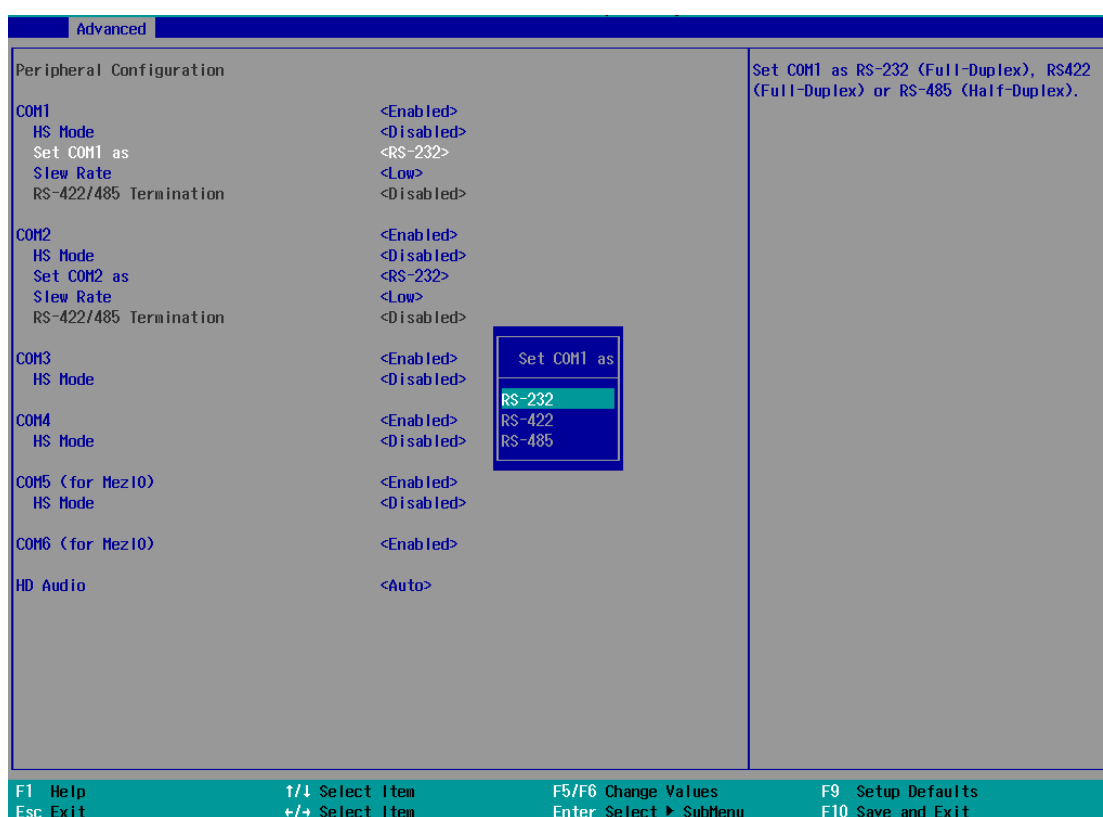 Advanced
Peripheral Configuration
Set COM1 as RS-232 (Full-Duplex), RS422
(Full-Duplex) or RS-485 (Half-Duplex).
COM1 <Enabled>
HS Mode <Disabled>
Set COM1 as <RS-232>
Slew Rate <Low>
RS-422/485 Termination <Disabled>
COM2 <Enabled>
HS Mode <Disabled>
Set COM2 as <RS-232>
Slew Rate <Low>
RS-422/485 Termination <Disabled>
COM3 <Enabled>
HS Mode <Disabled>
COM4 <Enabled>
HS Mode <Disabled>
COM5 (for MezIO) <Enabled>
HS Mode <Disabled>
COM6 (for MezIO) <Enabled>
HD Audio <Auto>
Set COM1 as
RS-232
RS-422
RS-485
F1 Help ↑/↓ Select Item F5/F6 Change Values F9 Setup Defaults
Esc Exit ←/→ Select Item Enter Select ▶ SubMenu F10 Save and Exit